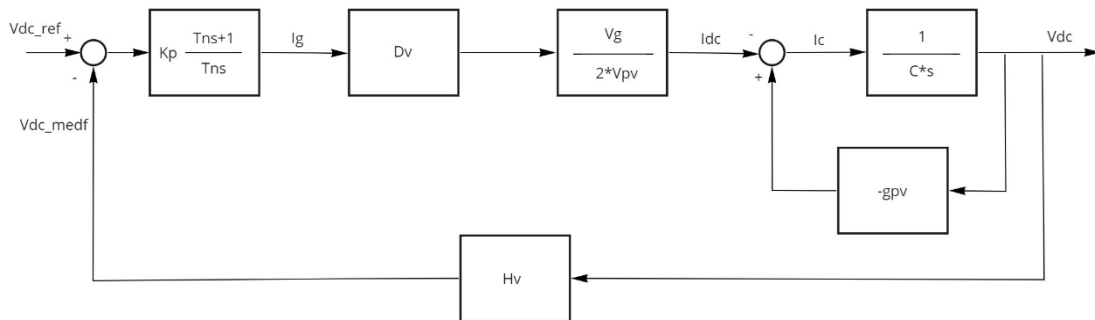 Vdc_ref
+
-
Kp
Tns+1
Tns
Ig
Dv
Vg
2*Vpv
Idc
-
+
Ic
1
C*s
Vdc
Vdc_medf
-gpv
Hv